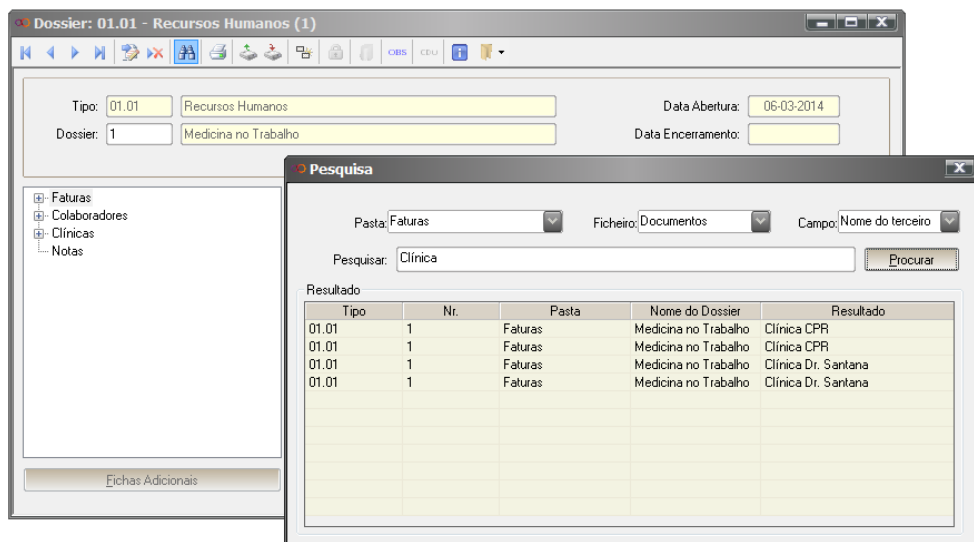 Dossier: 01.01 - Recursos Humanos (1)
OBS CDU
Tipo: 01.01 Recursos Humanos Data Abertura: 06-03-2014
Dossier: 1 Medicina no Trabalho Data Encerramento:
Faturas
Colaboradores
Clínicas
Notas
Fichas Adicionais
Pesquisa
Pasta: Faturas Ficheiro: Documentos Campo: Nome do terceiro
Pesquisar: Clínica Procurar
Resultado
Tipo Nr. Pasta Nome do Dossier Resultado
01.01 1 Faturas Medicina no Trabalho Clínica CPR
01.01 1 Faturas Medicina no Trabalho Clínica CPR
01.01 1 Faturas Medicina no Trabalho Clínica Dr. Santana
01.01 1 Faturas Medicina no Trabalho Clínica Dr. Santana